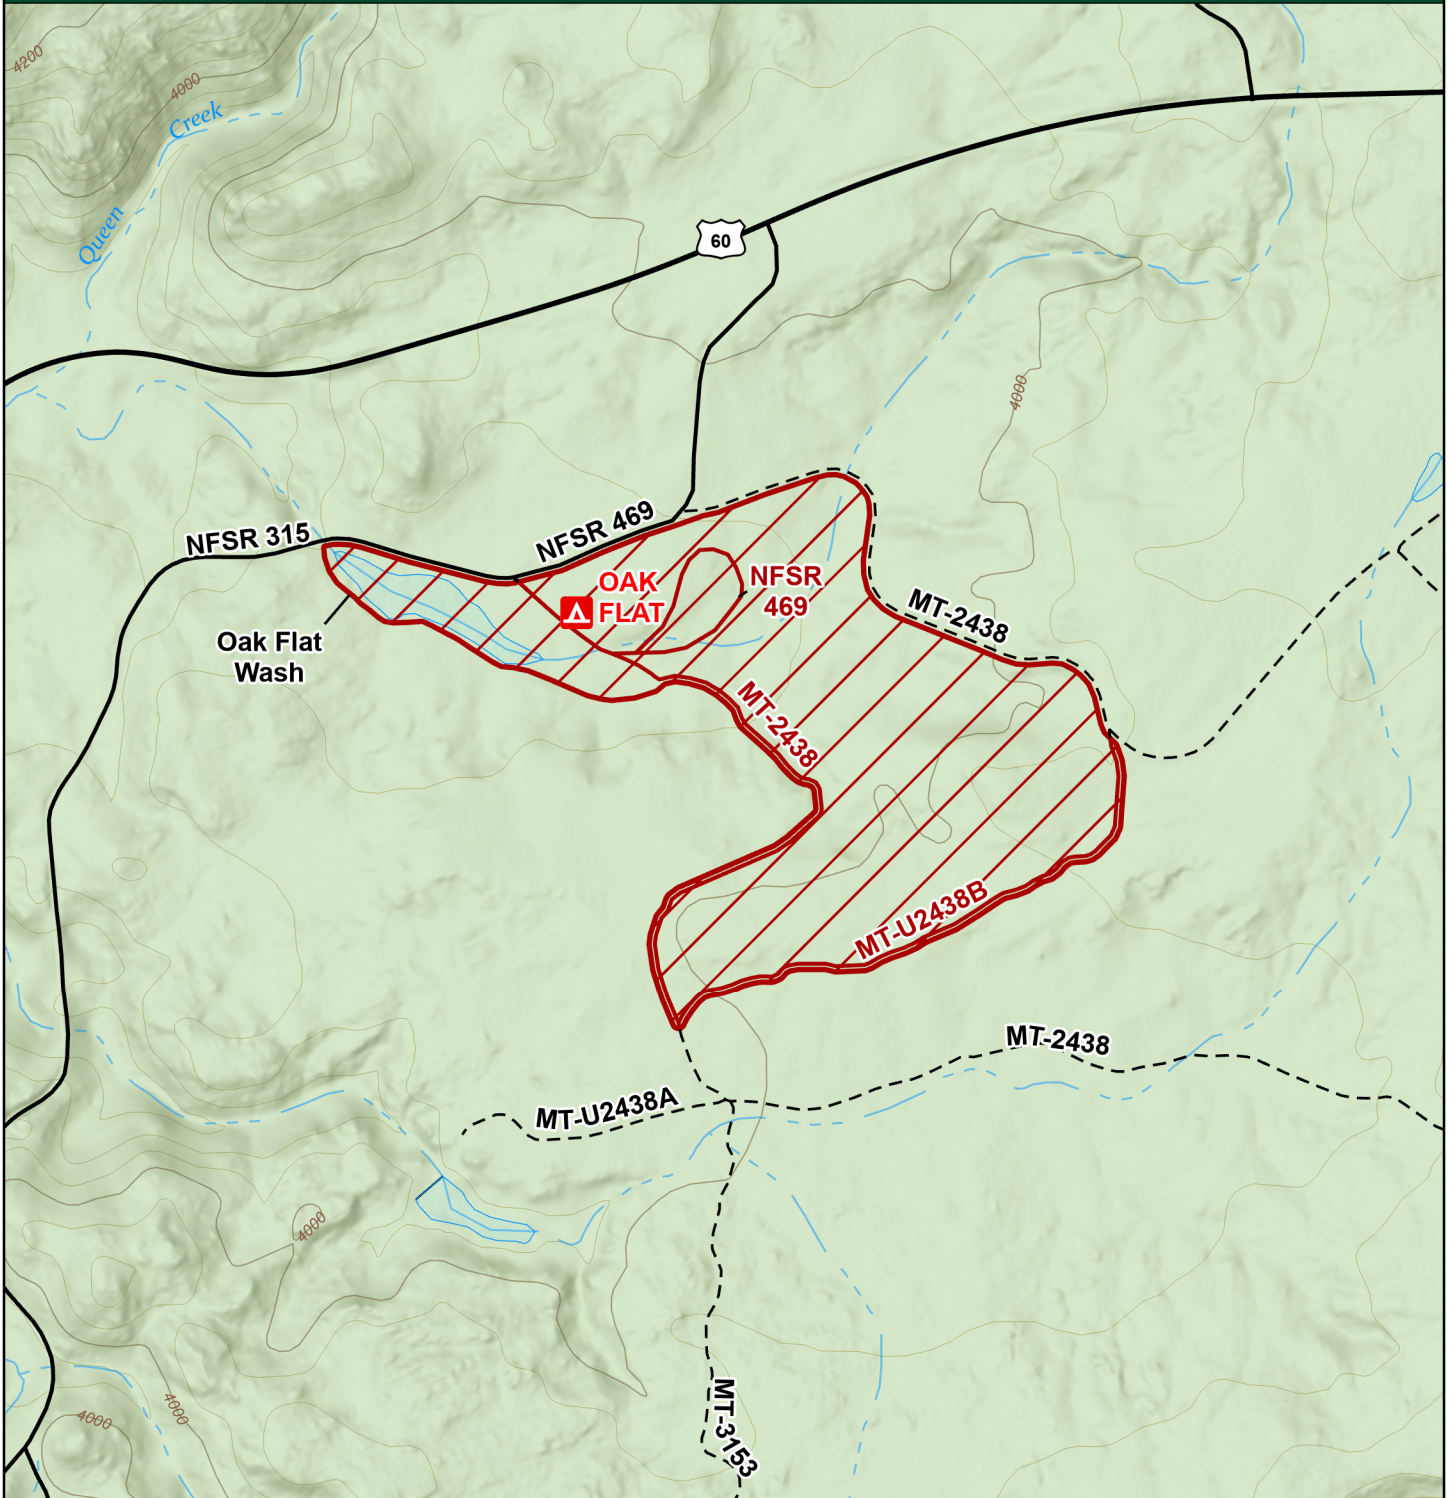 4200
4000
Creek
Queen
60
4000
NFSR 315
NFSR 469
OAK
FLAT
NFSR
469
MT-2438
Oak Flat
Wash
MT-2438
MT-U2438B
MT-2438
MT-U2438A
4000
4000
4000
MT-3153